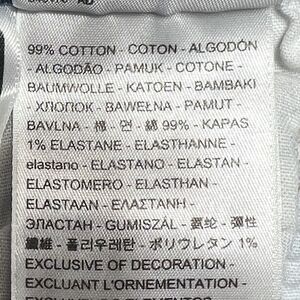 99% COTTON - COTON - ALGODÓN
- ALGODÃO - PAMUK - COTONE -
BAUMWOLLE - KATOEN - BAMBAKI
- ХЛОПОК - BAWEŁNA - PAMUT -
BAVLNA - 棉 - 면 - 綿 99% - KAPAS
1% ELASTANE - ELASTHANNE -
elastano - ELASTANO - ELASTAN -
ELASTOMERO - ELASTHAN -
ELASTAAN - ΕΛΑΣΤΑΝΗ -
ЭЛАСТАН - GUMISZÁL - 氨纶 - 彈性
纖維 - 폴리우레탄 - ポリウレタン 1%
EXCLUSIVE OF DECORATION -
EXCLUANT L'ORNEMENTATION -